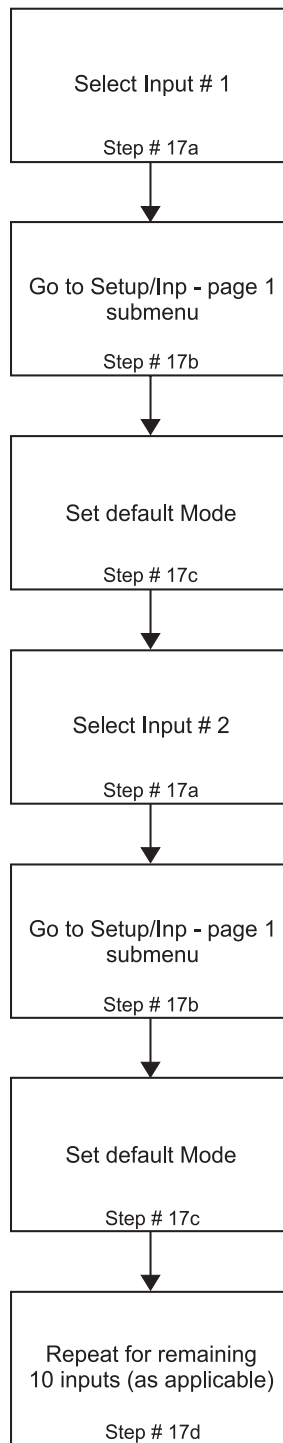 Select Input # 1
Step # 17a
Go to Setup/Inp - page 1
submenu
Step # 17b
Set default Mode
Step # 17c
Select Input # 2
Step # 17a
Go to Setup/Inp - page 1
submenu
Step # 17b
Set default Mode
Step # 17c
Repeat for remaining
10 inputs (as applicable)
Step # 17d